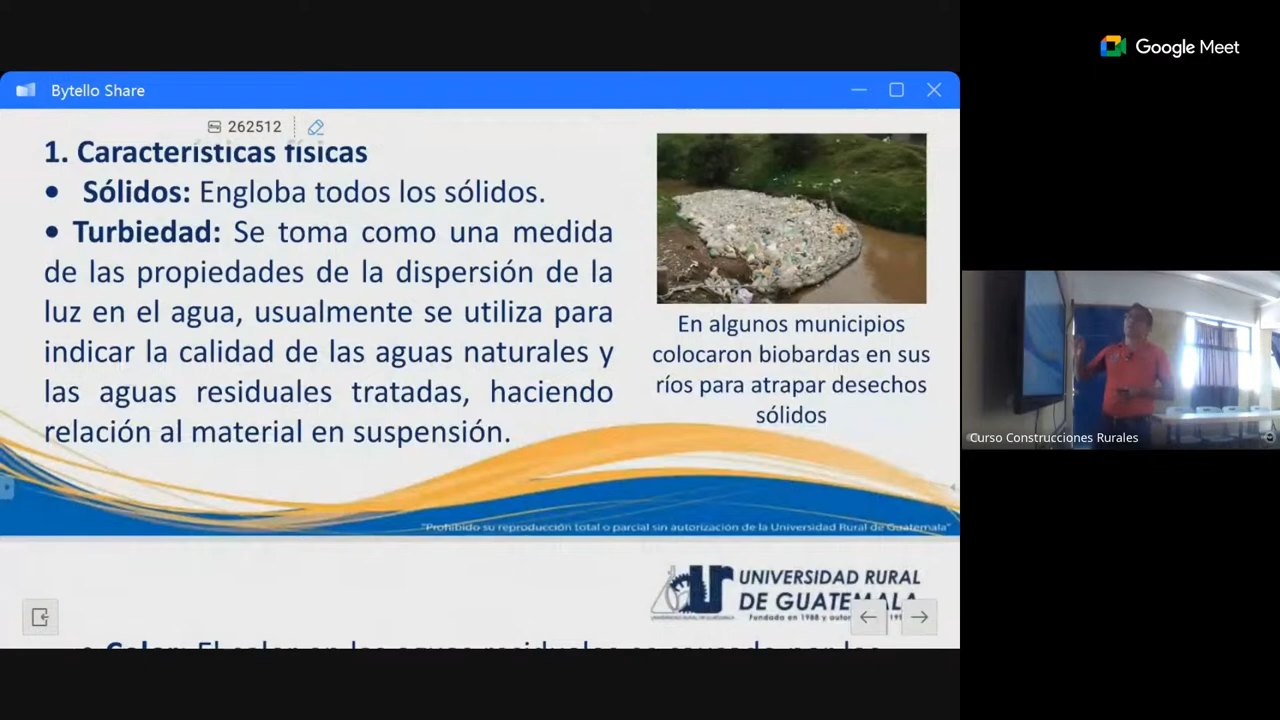 Google Meet
Bytello Share
262512
1. Características físicas
• Sólidos: Engloba todos los sólidos.
• Turbiedad: Se toma como una medida
de las propiedades de la dispersión de la
luz en el agua, usualmente se utiliza para
indicar la calidad de las aguas naturales y
las aguas residuales tratadas, haciendo
relación al material en suspensión.
En algunos municipios
colocaron biobardas en sus
ríos para atrapar desechos
sólidos
Curso Construcciones Rurales
"Prohibido su reproducción total o parcial sin autorización de la Universidad Rural de Guatemala"
UNIVERSIDAD RURAL
DE GUATEMALA
Fundada en 1988 y autor